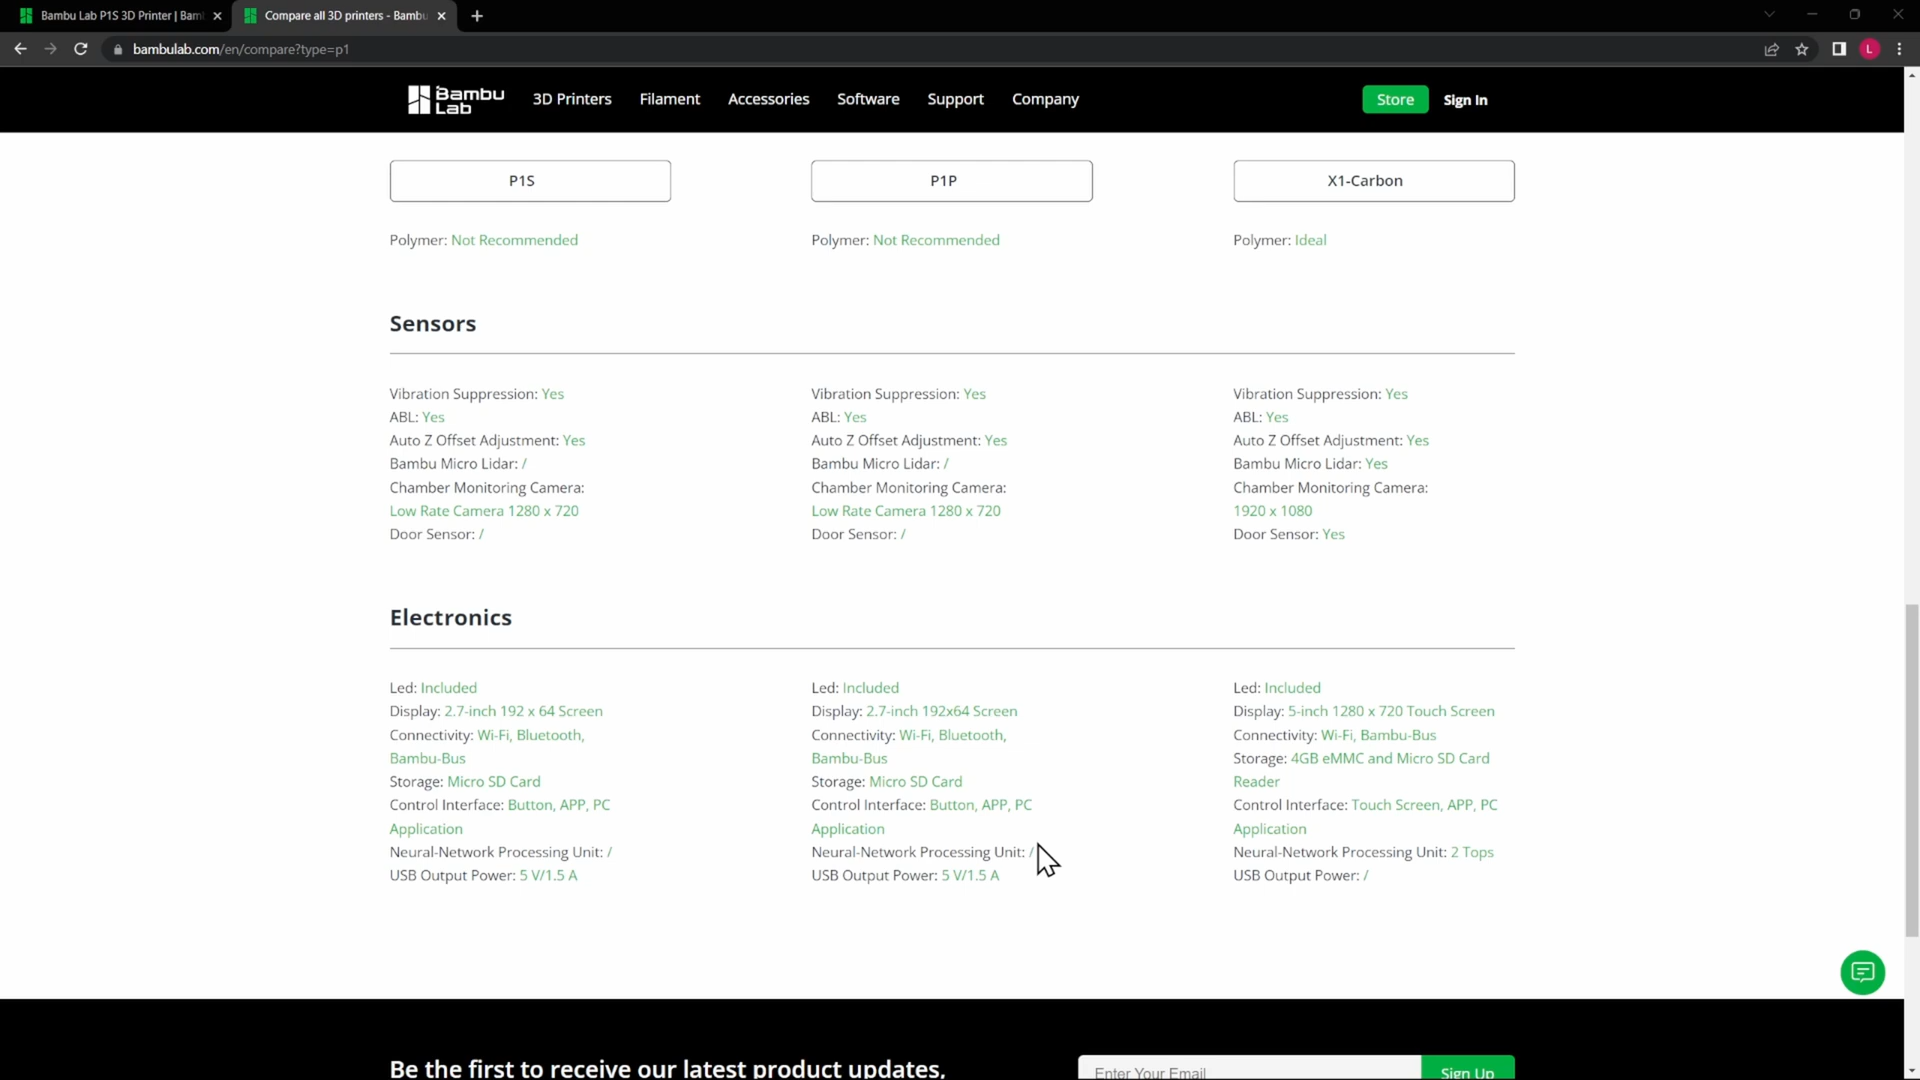 Bambu Lab P1S 3D Printer | Bam
Compare all 3D printers - Bambu
bambulab.com/en/compare?type=p1
L
Bambu Lab
3D Printers
Filament
Accessories
Software
Support
Company
Store
Sign In
P1S
P1P
X1-Carbon
Polymer: Not Recommended
Polymer: Not Recommended
Polymer: Ideal
Sensors
Vibration Suppression: Yes
ABL: Yes
Auto Z Offset Adjustment: Yes
Bambu Micro Lidar: /
Chamber Monitoring Camera:
Low Rate Camera 1280 x 720
Door Sensor: /
Vibration Suppression: Yes
ABL: Yes
Auto Z Offset Adjustment: Yes
Bambu Micro Lidar: /
Chamber Monitoring Camera:
Low Rate Camera 1280 x 720
Door Sensor: /
Vibration Suppression: Yes
ABL: Yes
Auto Z Offset Adjustment: Yes
Bambu Micro Lidar: Yes
Chamber Monitoring Camera:
1920 x 1080
Door Sensor: Yes
Electronics
Led: Included
Display: 2.7-inch 192 x 64 Screen
Connectivity: Wi-Fi, Bluetooth,
Bambu-Bus
Storage: Micro SD Card
Control Interface: Button, APP, PC
Application
Neural-Network Processing Unit: /
USB Output Power: 5 V/1.5 A
Led: Included
Display: 2.7-inch 192x64 Screen
Connectivity: Wi-Fi, Bluetooth,
Bambu-Bus
Storage: Micro SD Card
Control Interface: Button, APP, PC
Application
Neural-Network Processing Unit: /
USB Output Power: 5 V/1.5 A
Led: Included
Display: 5-inch 1280 x 720 Touch Screen
Connectivity: Wi-Fi, Bambu-Bus
Storage: 4GB eMMC and Micro SD Card
Reader
Control Interface: Touch Screen, APP, PC
Application
Neural-Network Processing Unit: 2 Tops
USB Output Power: /
Be the first to receive our latest product updates,
Enter Your Email
Sign Up